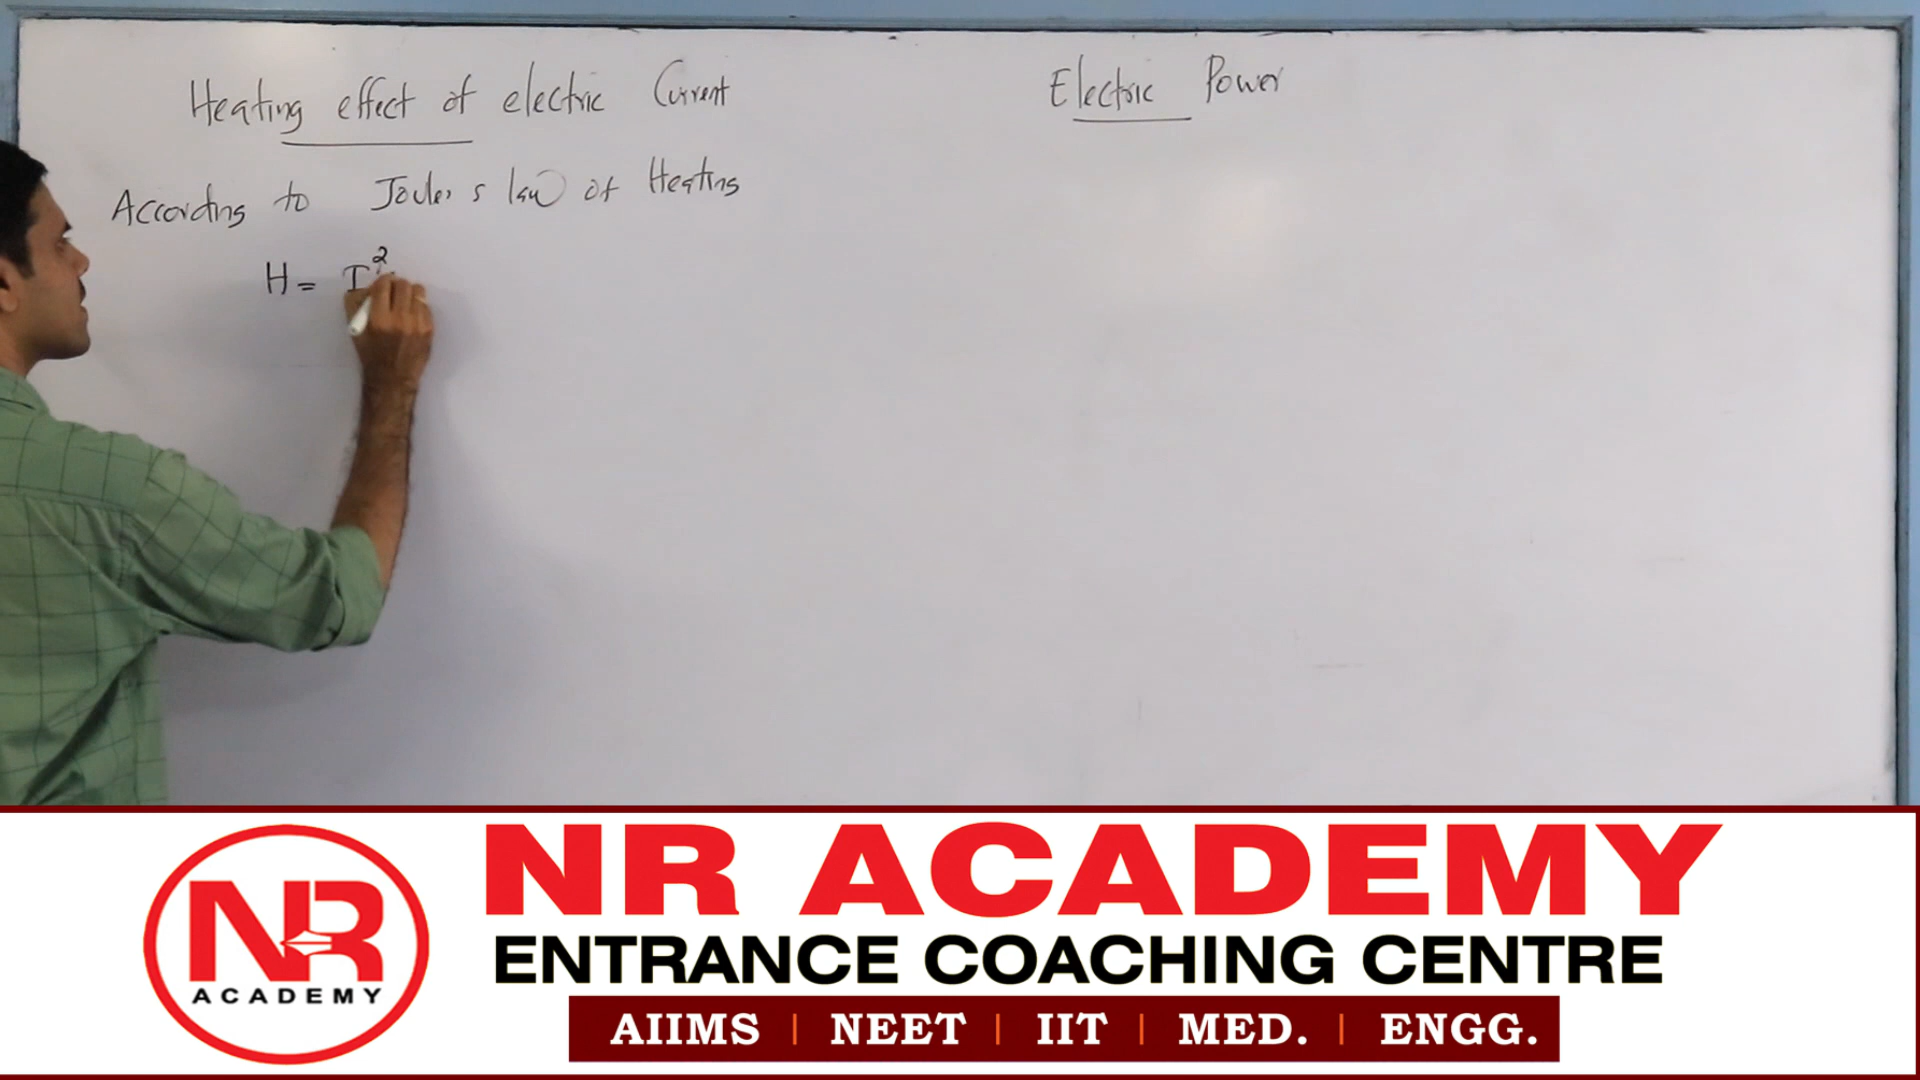 Heating effect of electric Current
Electric Power
According to Joule's law of Heating
H = I²
NR ACADEMY
ENTRANCE COACHING CENTRE
AIIMS | NEET | IIT | MED. | ENGG.
NR
ACADEMY